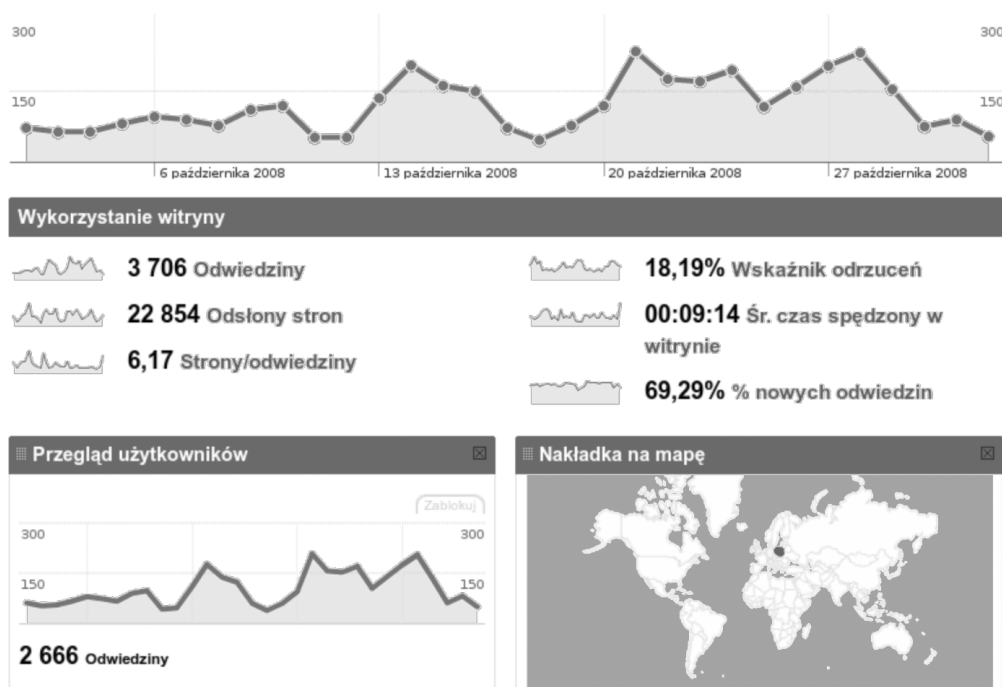 300 300
150 150
6 października 2008 13 października 2008 20 października 2008 27 października 2008
Wykorzystanie witryny
3 706 Odwiedziny
22 854 Odsłony stron
6,17 Strony/odwiedziny
18,19% Wskaźnik odrzuceń
00:09:14 Śr. czas spędzony w
witrynie
69,29% % nowych odwiedzin
Przegląd użytkowników
Zablokuj
300 300
150 150
2 666 Odwiedziny
Nakładka na mapę